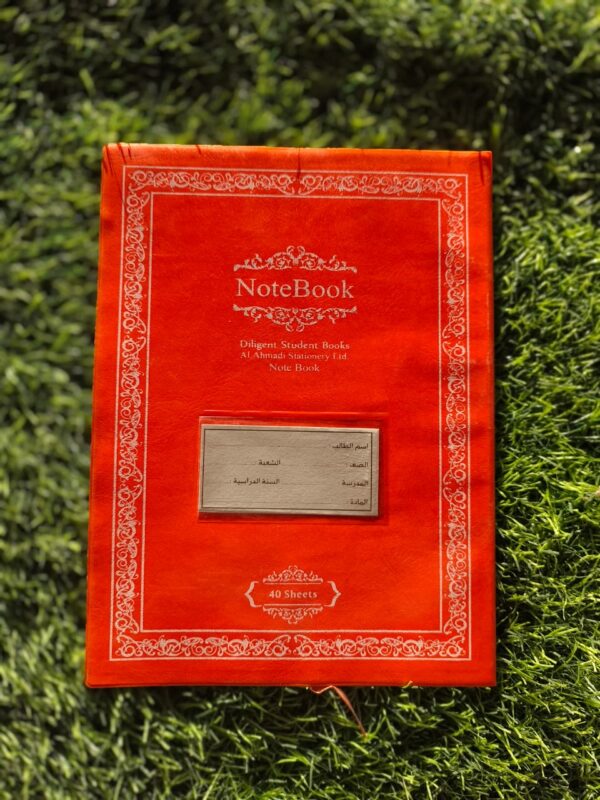 NoteBook
Diligent Student Books
Al Ahmadi Stationery Ltd.
Note Book
اسم الطالب :
الصف : الشعبة :
المدرسة : السنة الدراسية :
المادة :
40 Sheets